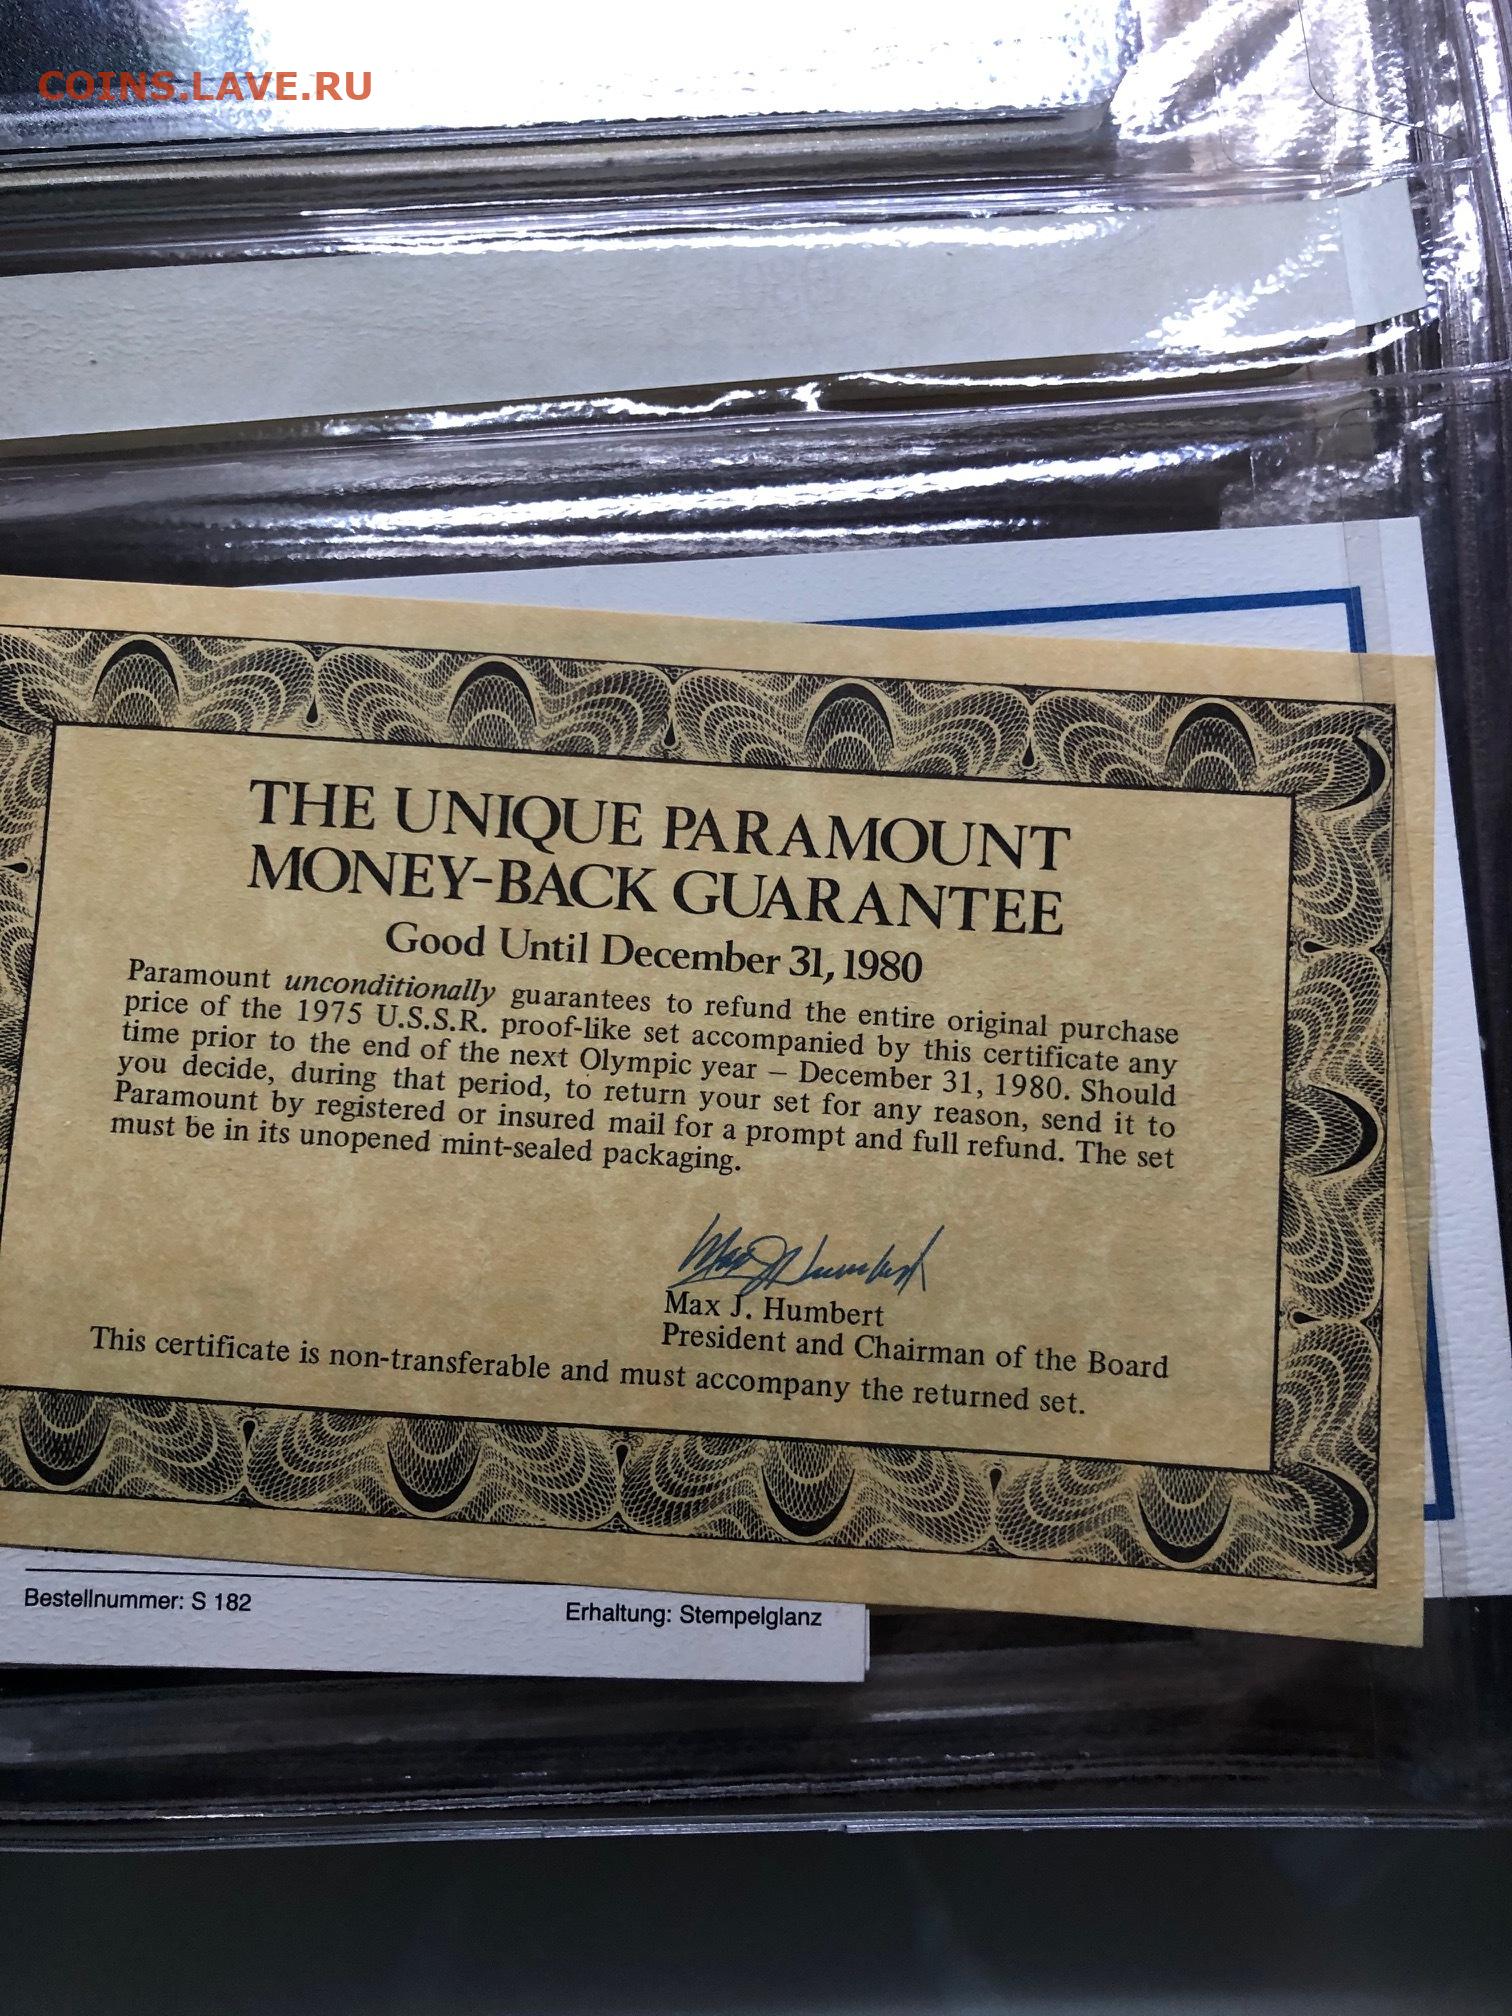 COINS.LAVE.RU
THE UNIQUE PARAMOUNT
MONEY-BACK GUARANTEE
Good Until December 31, 1980
Paramount unconditionally guarantees to refund the entire original purchase
price of the 1975 U.S.S.R. proof-like set accompanied by this certificate any
time prior to the end of the next Olympic year – December 31, 1980. Should
you decide, during that period, to return your set for any reason, send it to
Paramount by registered or insured mail for a prompt and full refund. The set
must be in its unopened mint-sealed packaging.
Max J. Humbert
Max J. Humbert
President and Chairman of the Board
This certificate is non-transferable and must accompany the returned set.
Bestellnummer: S 182
Erhaltung: Stempelglanz